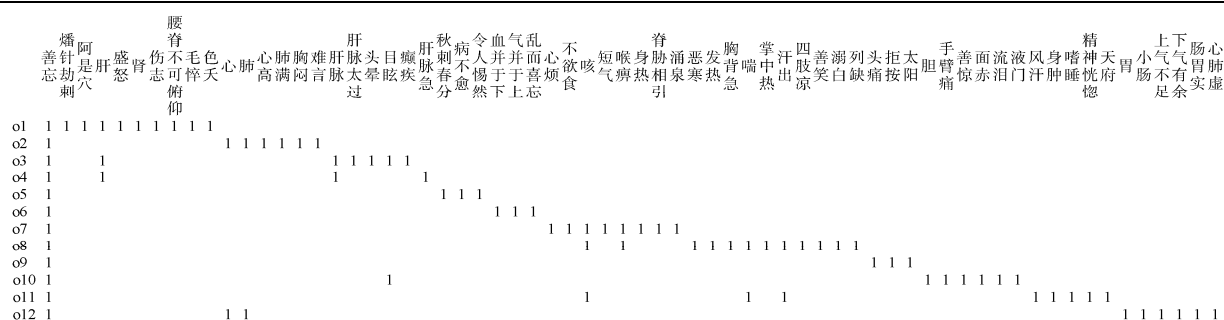 善忘
燔针劫刺
阿是穴
肝
盛怒
肾
伤志
腰脊不可俯仰
毛悴
色夭
心
肺
心高
肺满
胸闷
难言
肝脉
肝脉太过
头晕
目眩
癫疾
肝脉急
秋刺春分
病不愈
令人惕然
血并于下
气并于上
乱而喜忘
心烦
不欲食
咳
短气
喉痹
身热
脊胁相引
涌泉
恶寒
发热
胸背急
喘
掌中热
汗出
四肢凉
善笑
溺白
列缺
头痛
拒按
太阳
胆
手臂痛
善惊
面赤
流泪
液门
风汗
身肿
嗜睡
精神恍惚
天府
胃
小肠
上气不足
下气有余
肠胃实
心肺虚
o1 1 1 1 1 1 1 1 1 1 1
o2 1 1 1 1 1 1 1
o3 1 1 1 1 1 1 1
o4 1 1 1 1
o5 1 1 1 1
o6 1 1 1 1
o7 1 1 1 1 1 1 1 1 1
o8 1 1 1 1 1 1 1 1 1 1 1 1 1
o9 1 1 1 1
o10 1 1 1 1 1 1 1 1
o11 1 1 1 1 1 1 1 1 1
o12 1 1 1 1 1 1 1 1 1